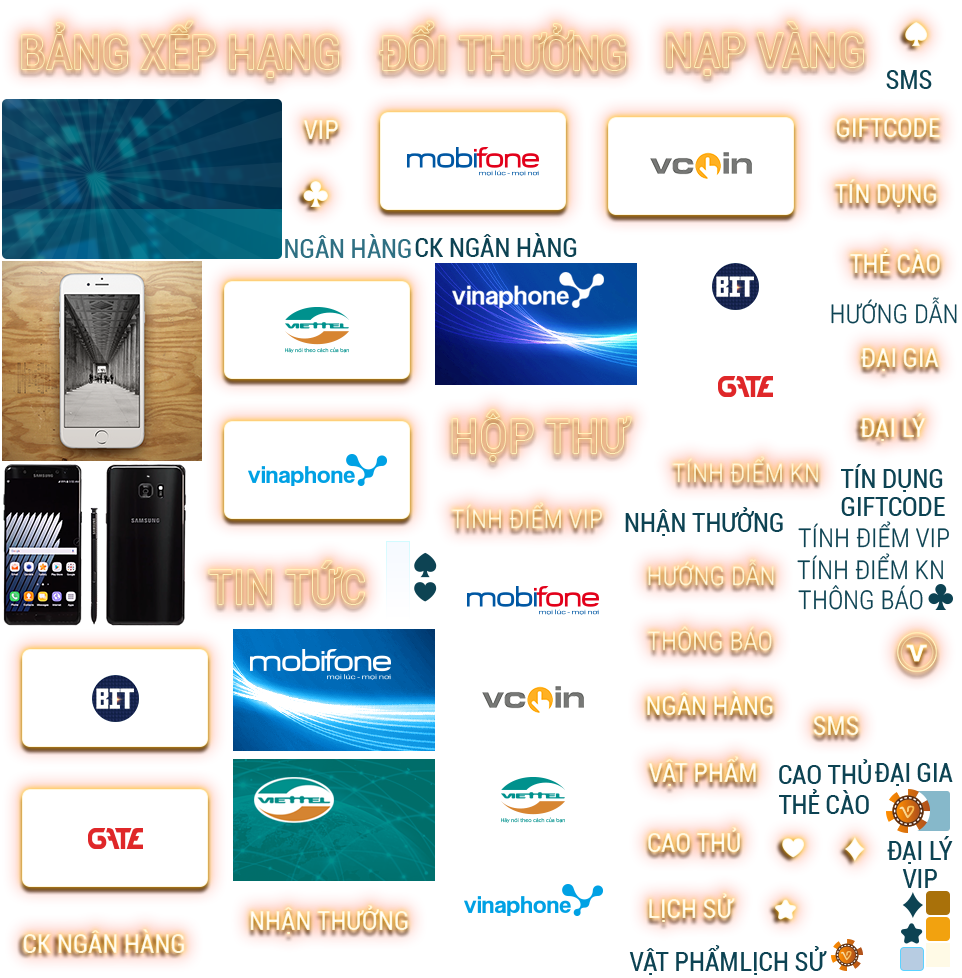 BẢNG XẾP HẠNG
ĐỔI THƯỞNG
NẠP VÀNG
SMS
VIP
mobifone
mọi lúc - mọi nơi
vcoin
GIFTCODE
TÍN DỤNG
NGÂN HÀNG
CK NGÂN HÀNG
THẺ CÀO
VIETTEL
Hãy nói theo cách của bạn
vinaphone
BIT
HƯỚNG DẪN
ĐẠI GIA
GATE
HỘP THƯ
ĐẠI LÝ
vinaphone
TÍNH ĐIỂM KN
TÍN DỤNG
GIFTCODE
SAMSUNG
SAMSUNG
TÍNH ĐIỂM VIP
NHẬN THƯỞNG
TÍNH ĐIỂM VIP
TÍNH ĐIỂM KN
THÔNG BÁO
TIN TỨC
HƯỚNG DẪN
mobifone
mọi lúc - mọi nơi
THÔNG BÁO
V
BIT
mobifone
mọi lúc - mọi nơi
vcoin
NGÂN HÀNG
SMS
VẬT PHẨM
CAO THỦ
ĐẠI GIA
THẺ CÀO
V
GATE
VIETTEL
VIETTEL
Hãy nói theo cách của bạn
CAO THỦ
ĐẠI LÝ
VIP
vinaphone
LỊCH SỬ
NHẬN THƯỞNG
CK NGÂN HÀNG
VẬT PHẨM
LỊCH SỬ
V